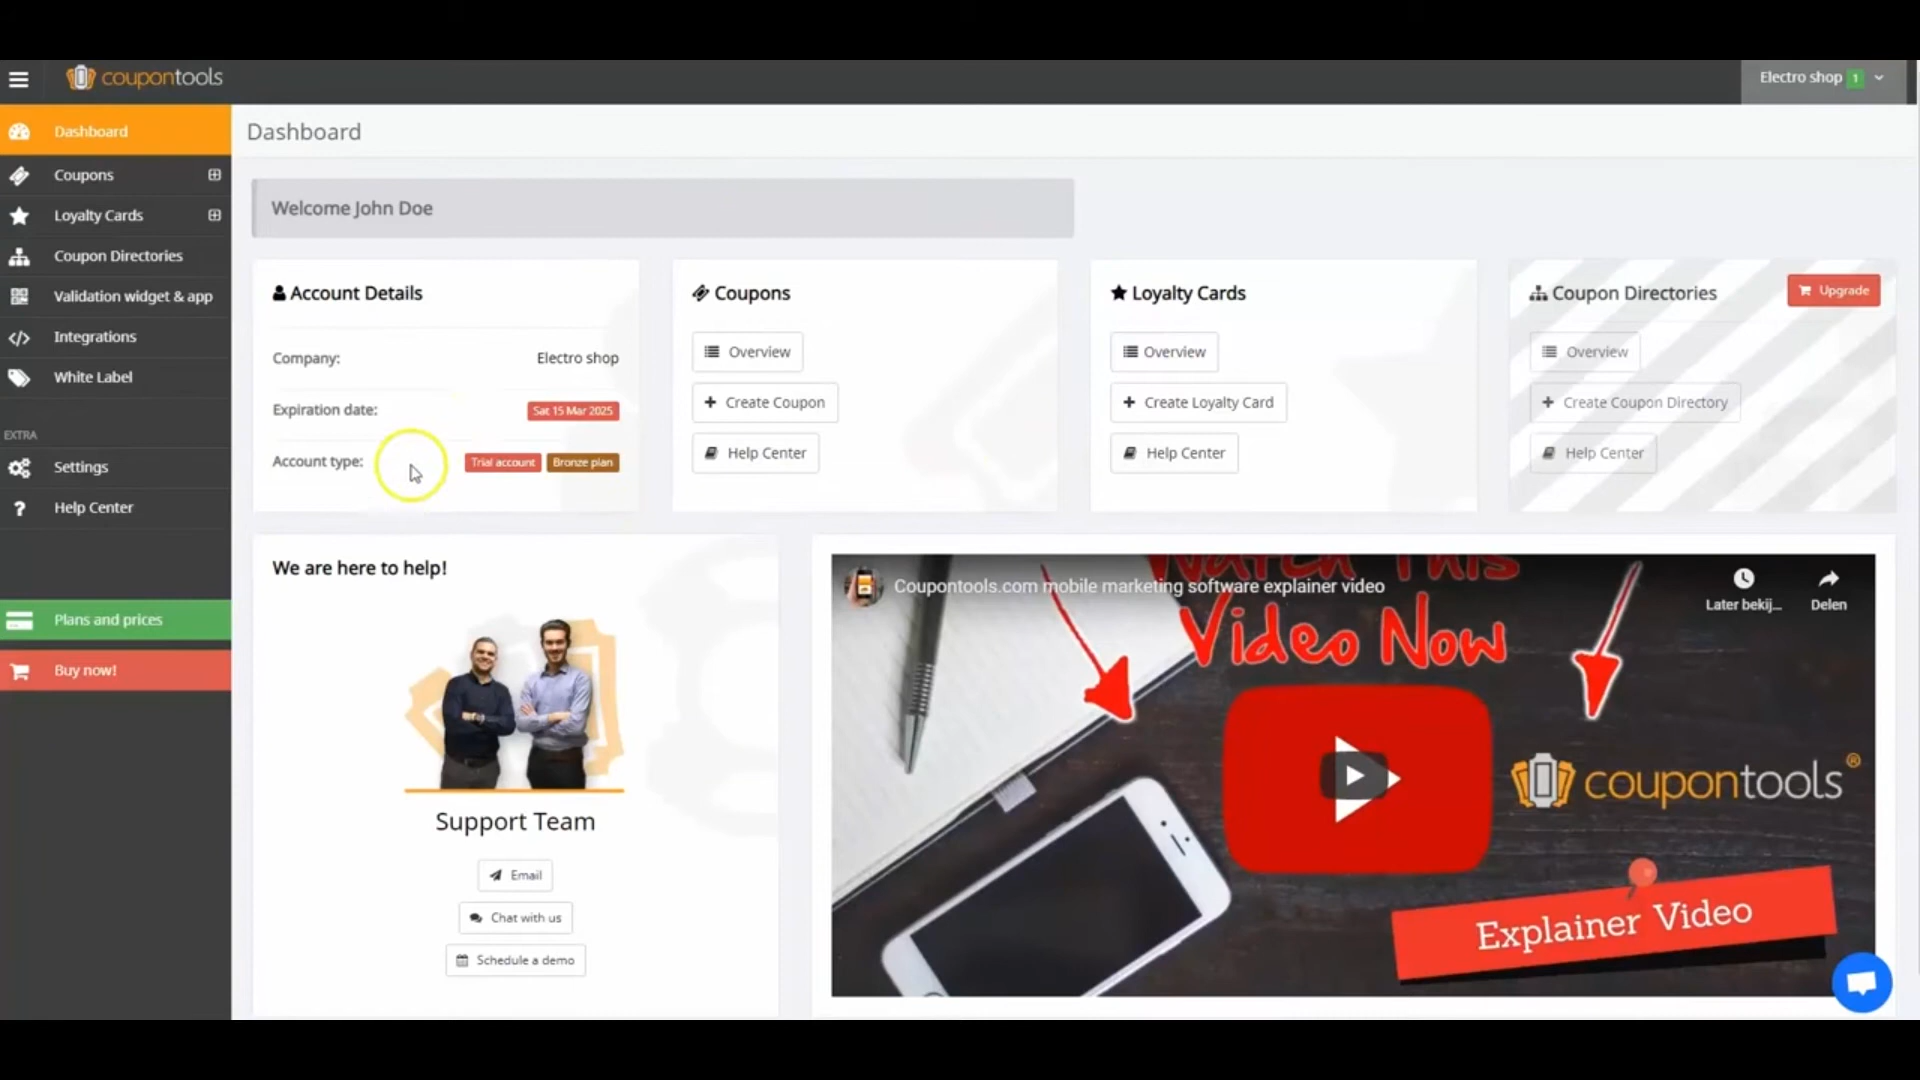 coupontools
Electro shop 1
Dashboard
Coupons
Loyalty Cards
Coupon Directories
Validation widget & app
Integrations
White Label
EXTRA
Settings
? Help Center
Plans and prices
Buy now!
Dashboard
Welcome John Doe
Account Details
Company: Electro shop
Expiration date: Sat 15 Mar 2025
Account type: Trial account Bronze plan
Coupons
Overview
+ Create Coupon
Help Center
Loyalty Cards
Overview
+ Create Loyalty Card
Help Center
Coupon Directories
Upgrade
Overview
+ Create Coupon Directory
Help Center
We are here to help!
Support Team
Email
Chat with us
Schedule a demo
Watch This
Coupontools.com mobile marketing software explainer video
Later bekij...
Delen
Video Now
coupontools®
Explainer Video